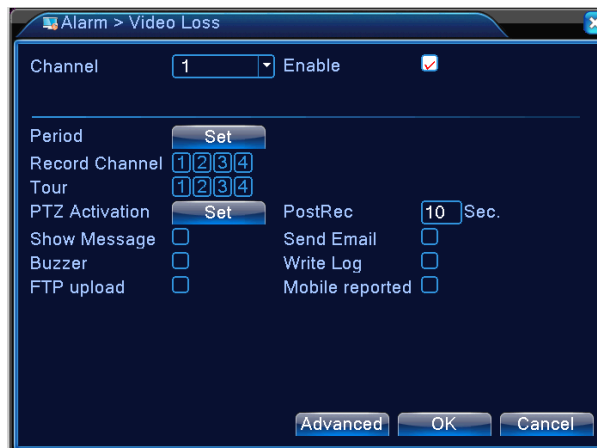 Alarm > Video Loss
Channel 1 Enable
Period Set
Record Channel 1 2 3 4
Tour 1 2 3 4
PTZ Activation Set PostRec 10 Sec.
Show Message Send Email
Buzzer Write Log
FTP upload Mobile reported
Advanced OK Cancel